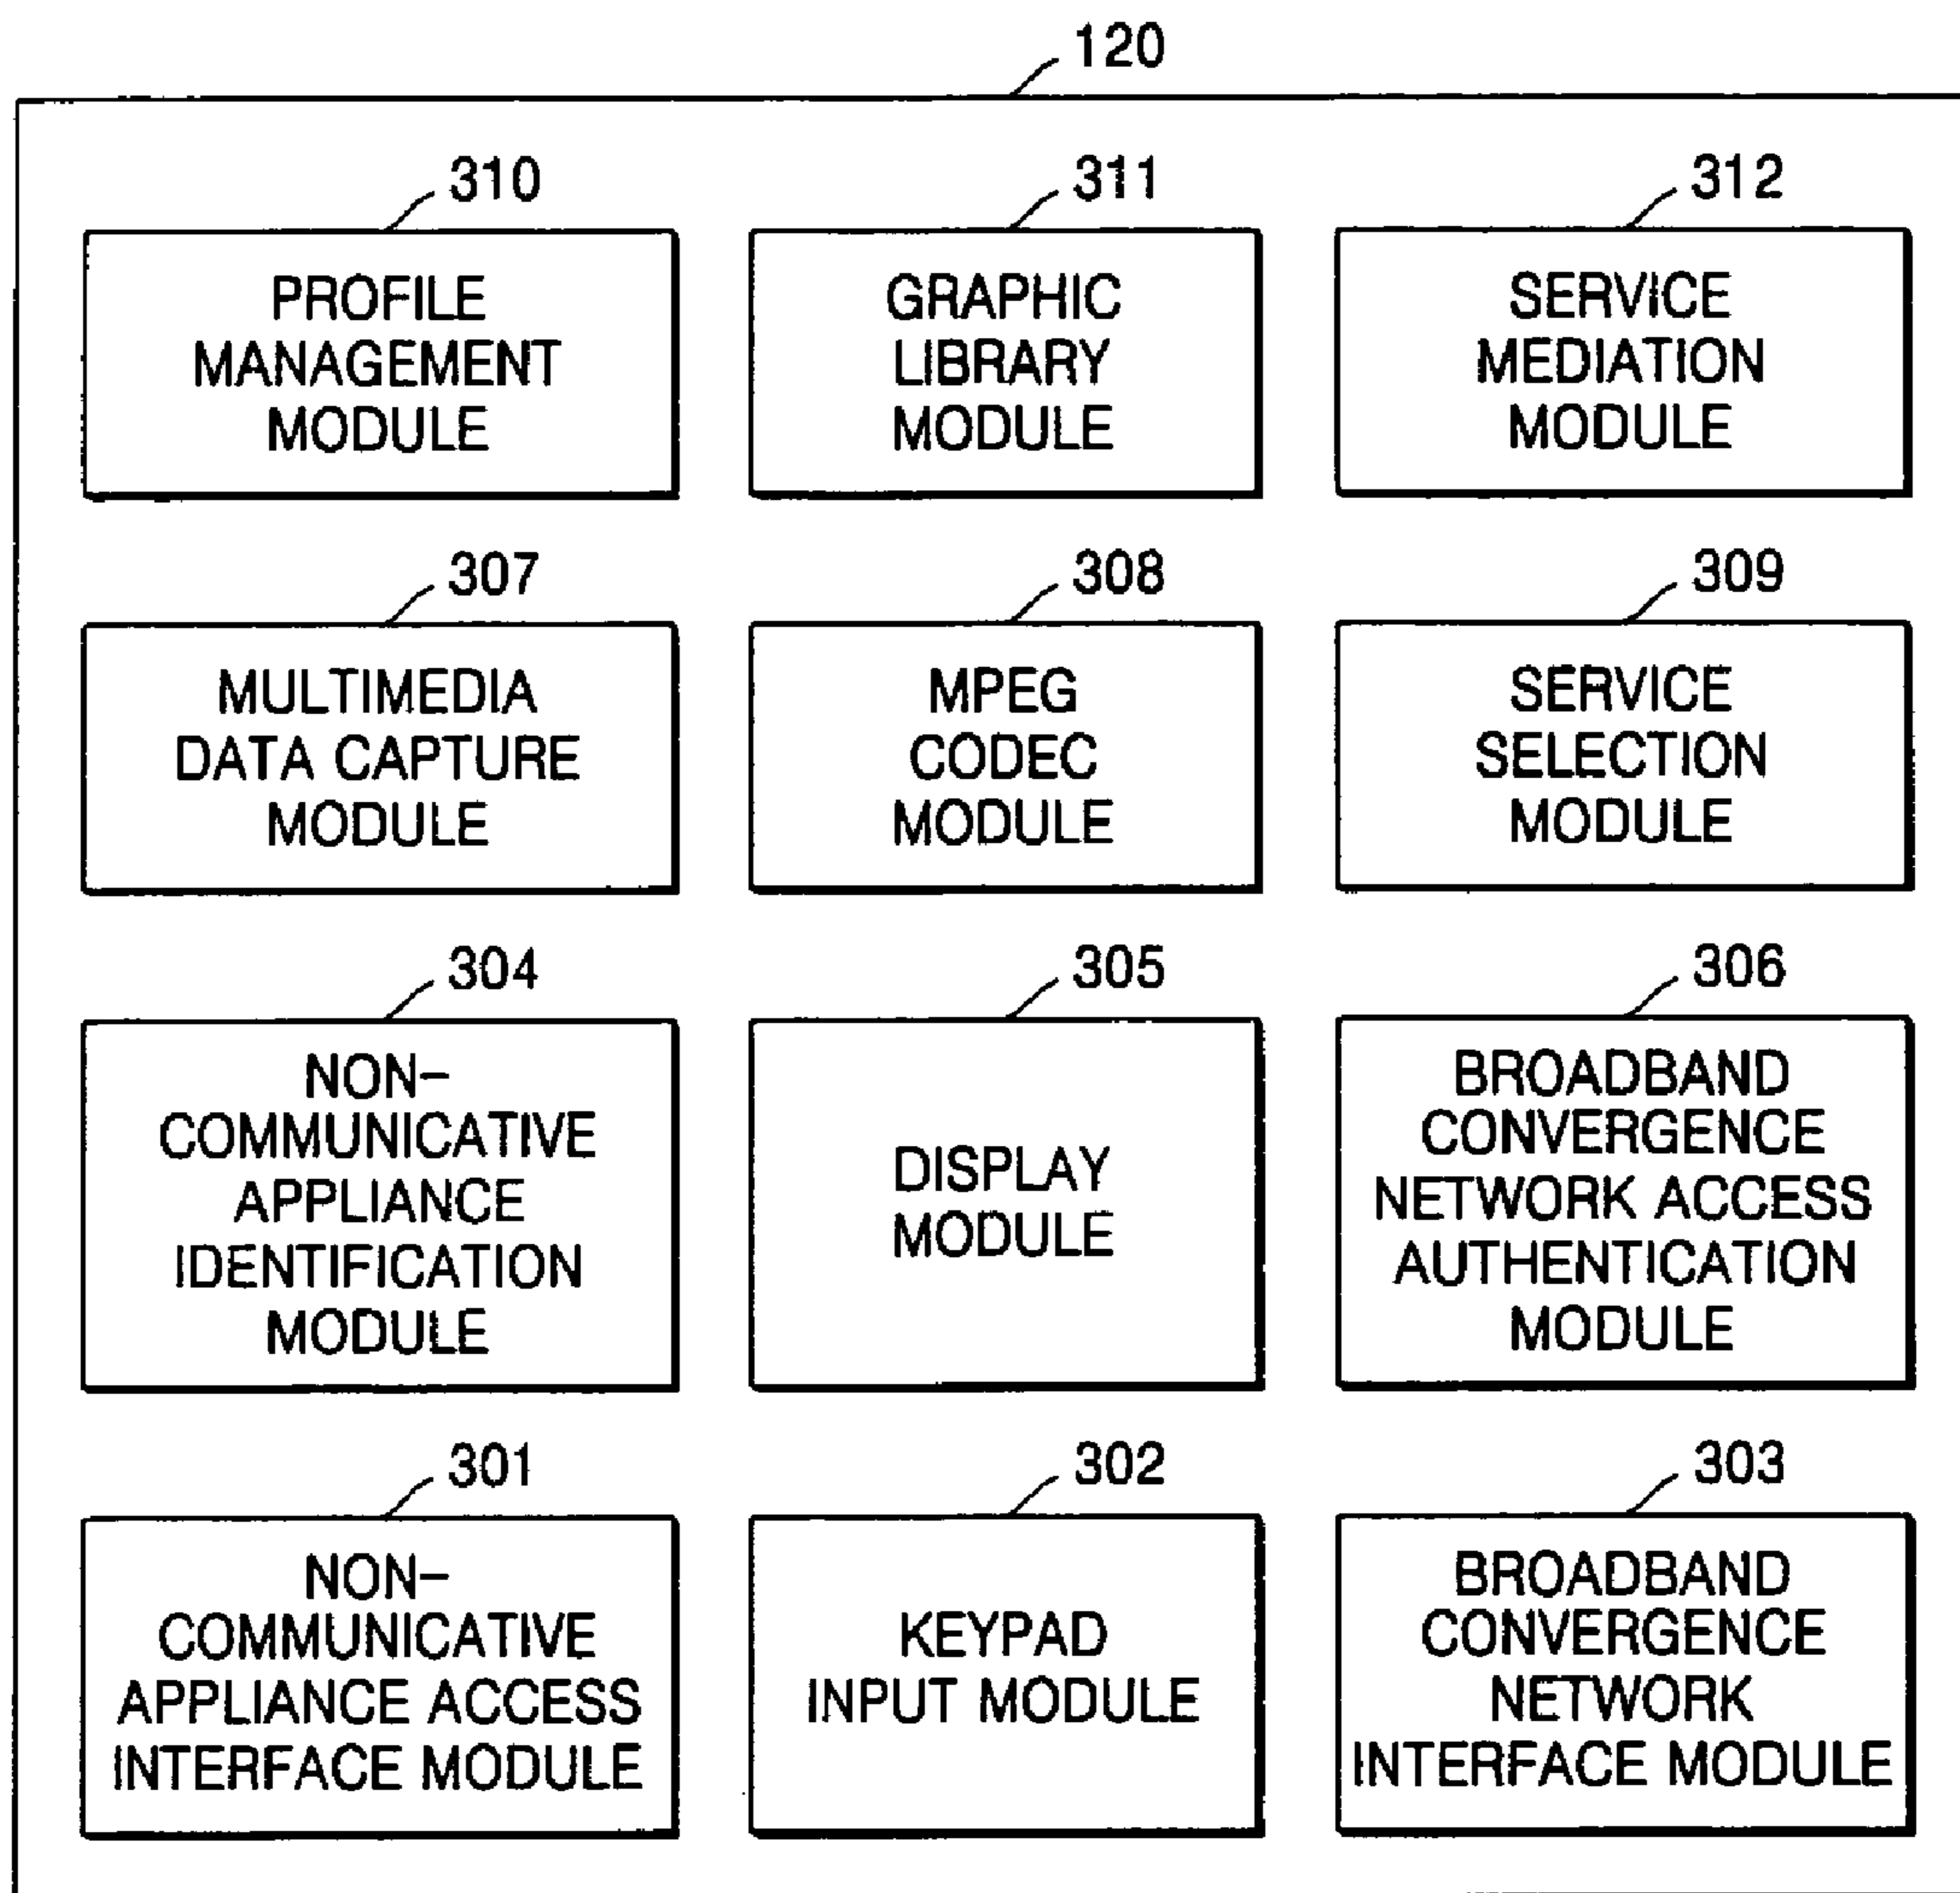 120
310
PROFILE
MANAGEMENT
MODULE
311
GRAPHIC
LIBRARY
MODULE
312
SERVICE
MEDIATION
MODULE
307
MULTIMEDIA
DATA CAPTURE
MODULE
308
MPEG
CODEC
MODULE
309
SERVICE
SELECTION
MODULE
304
NON-
COMMUNICATIVE
APPLIANCE
IDENTIFICATION
MODULE
305
DISPLAY
MODULE
306
BROADBAND
CONVERGENCE
NETWORK ACCESS
AUTHENTICATION
MODULE
301
NON-
COMMUNICATIVE
APPLIANCE ACCESS
INTERFACE MODULE
302
KEYPAD
INPUT MODULE
303
BROADBAND
CONVERGENCE
NETWORK
INTERFACE MODULE